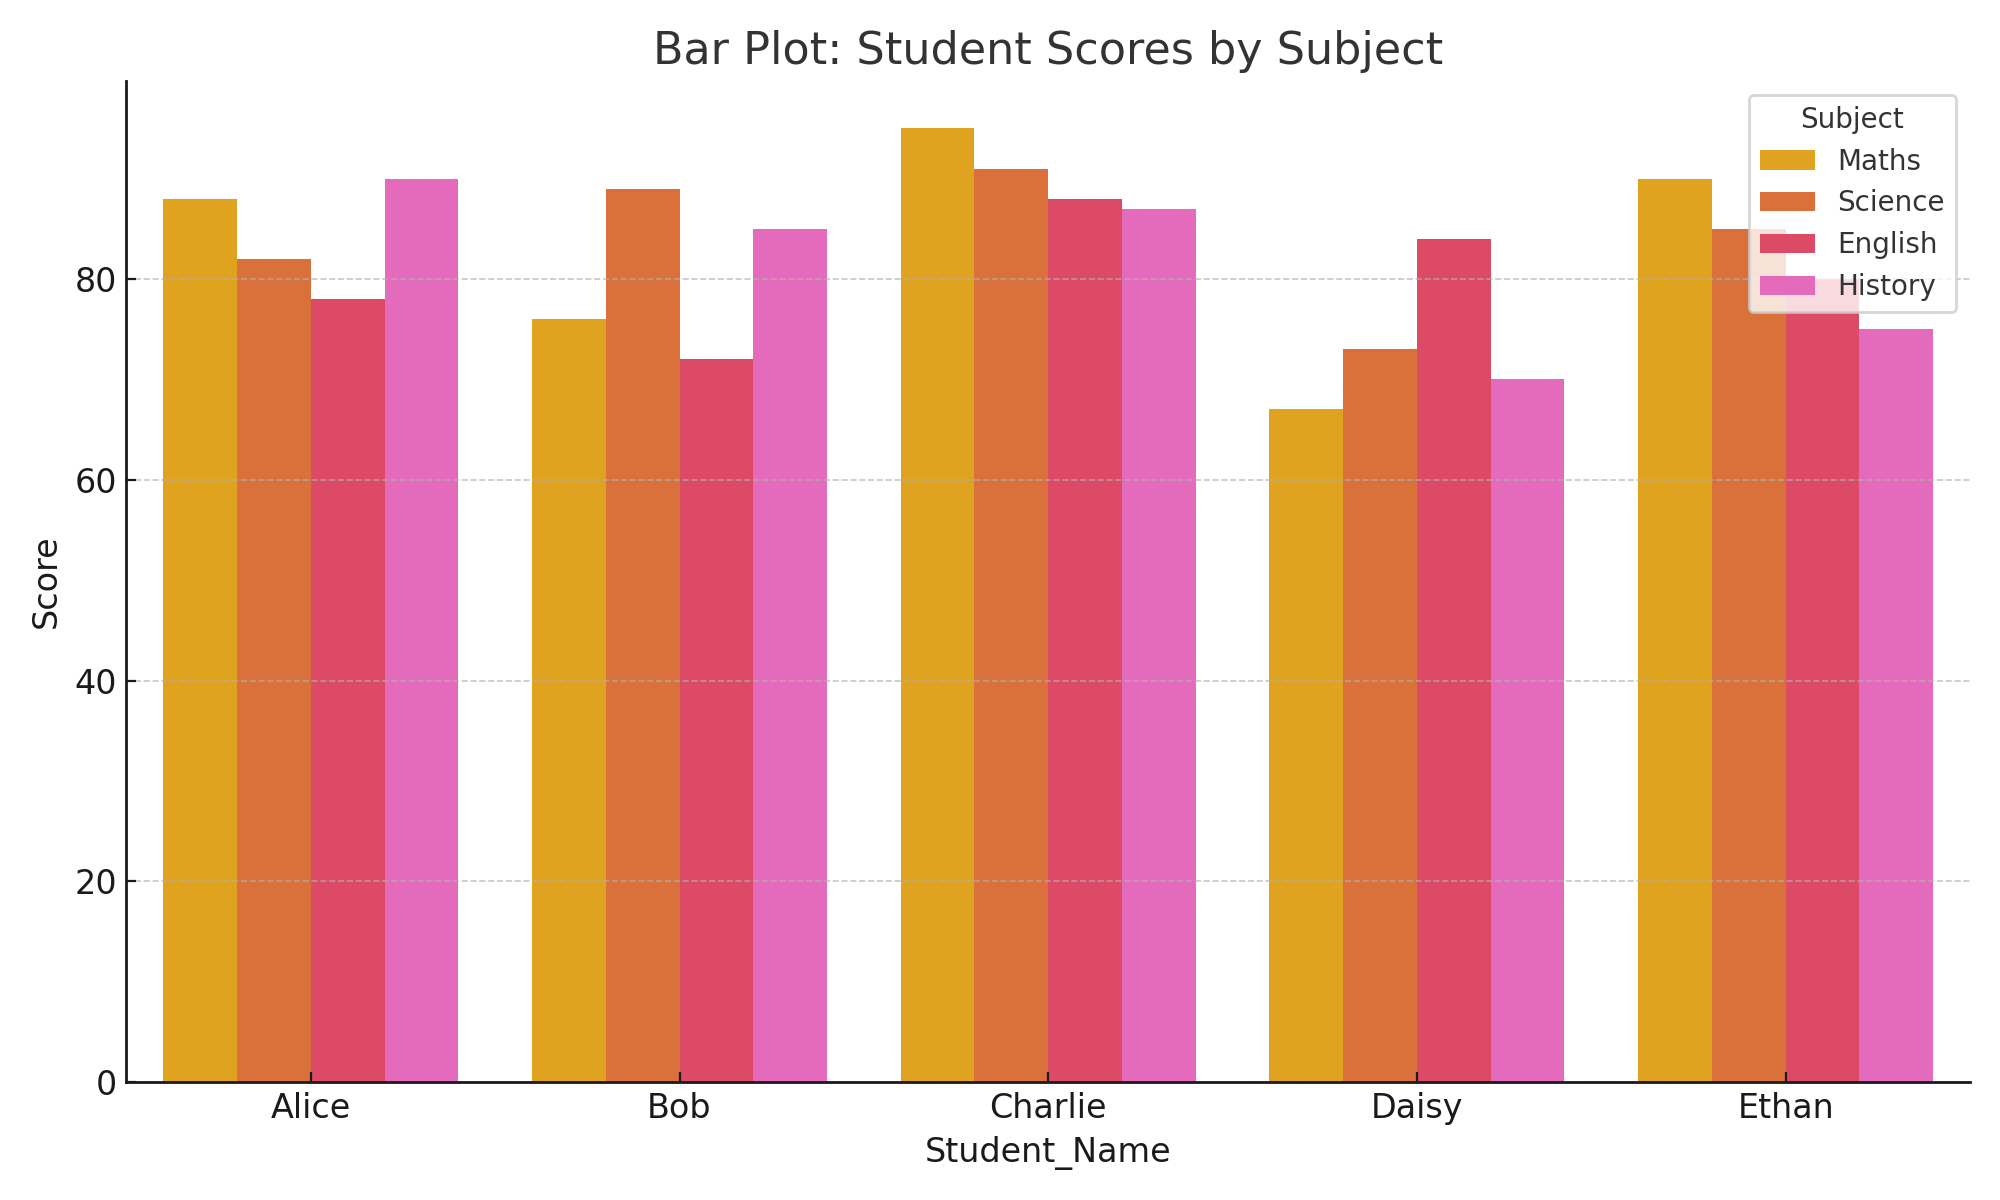 Bar Plot: Student Scores by Subject
Subject
Maths
Science
English
History
80
60
40
20
0
Score
Alice
Bob
Charlie
Daisy
Ethan
Student_Name